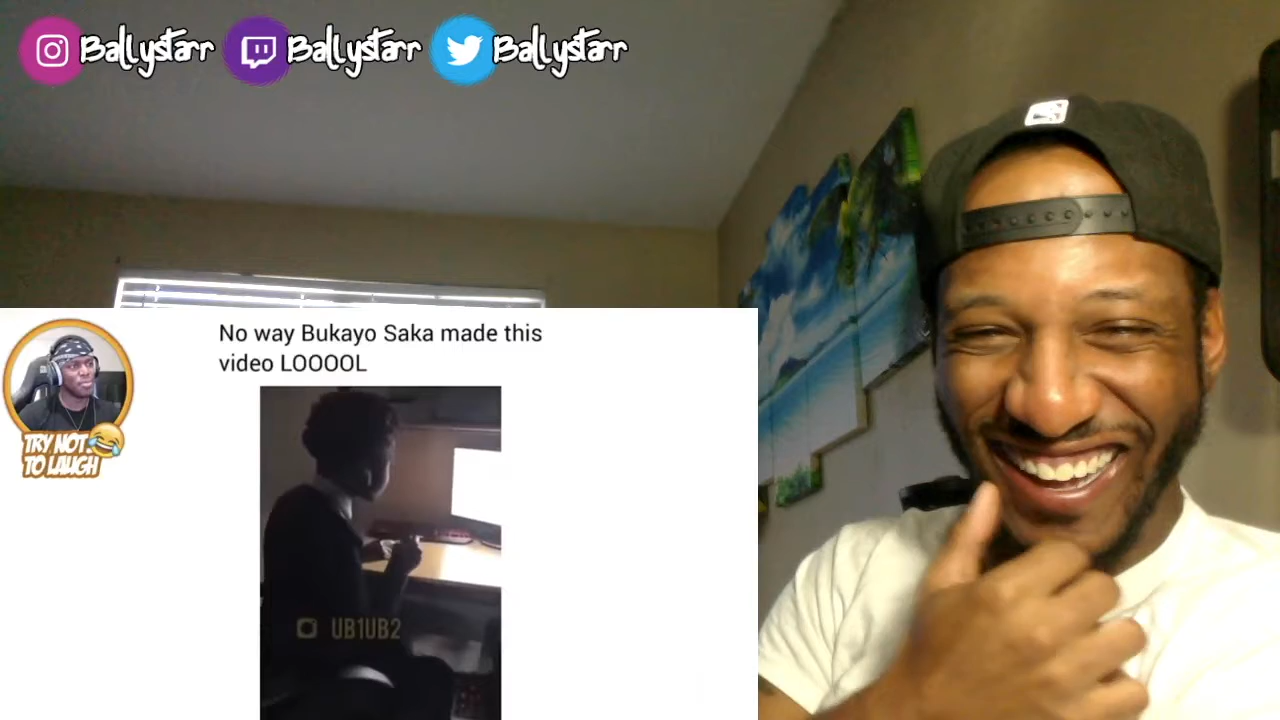 Ballystarr Ballystarr Ballystarr
No way Bukayo Saka made this
video LOOOOL
TRY NOT
TO LAUGH
UB1UB2